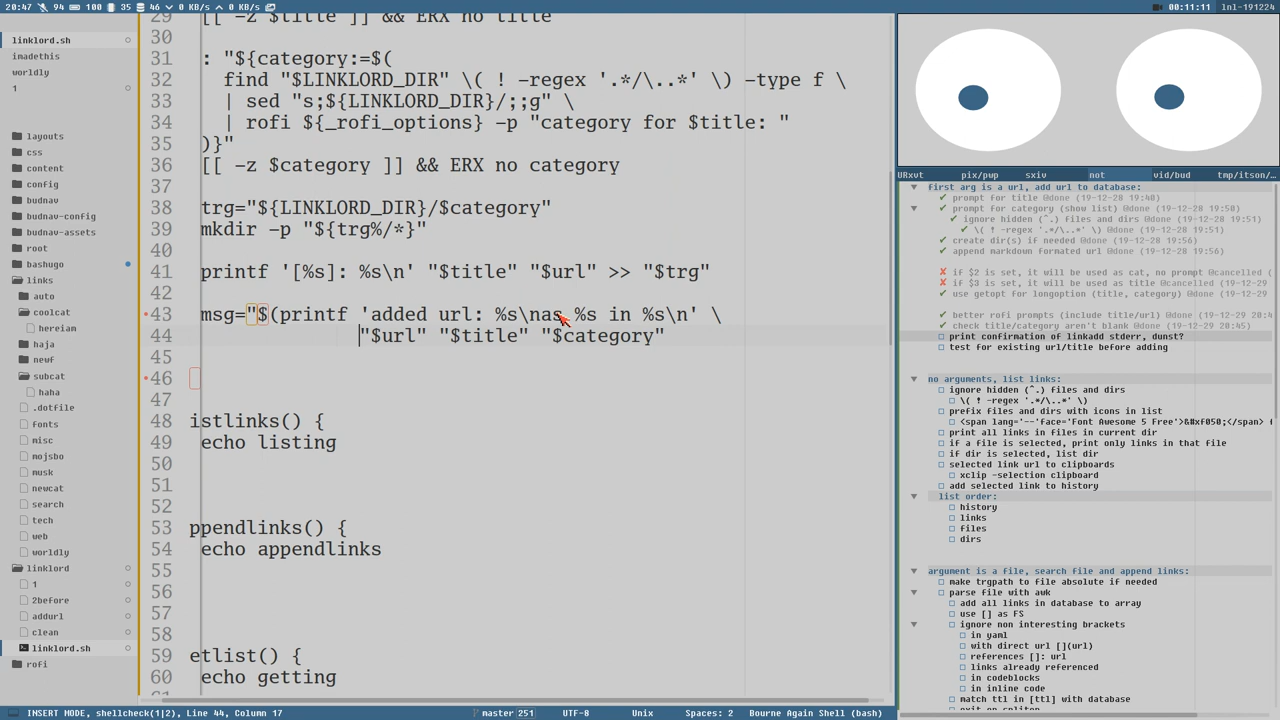 20:47 94 100 35 46 0 KB/s 0 KB/s
00:11:11 lnl-191224
linklord.sh
imadethis
worldly
1
layouts
css
content
config
budnav
budnav-config
budnav-assets
root
bashugo
links
auto
coolcat
hereiam
haha
newf
subcat
haha
.dotfile
fonts
misc
mojsbo
musk
newcat
search
tech
web
worldly
linklord
1
2before
addurl
clean
linklord.sh
rofi
29 [[ -z $title ]] && ERX no title
30
31 : "${category:=$(
32 find "$LINKLORD_DIR" \( ! -regex '.*/\..*' \) -type f \
33 | sed "s;${LINKLORD_DIR}/;;g" \
34 | rofi ${_rofi_options} -p "category for $title: "
35 )}"
36 [[ -z $category ]] && ERX no category
37
38 trg="${LINKLORD_DIR}/$category"
39 mkdir -p "${trg%/*}"
40
41 printf '[%s]: %s\n' "$title" "$url" >> "$trg"
42
43 msg="$(printf 'added url: %s\nas %s in %s\n' \
44 "$url" "$title" "$category"
45
46
47
48 istlinks() {
49 echo listing
50
51
52
53 ppendlinks() {
54 echo appendlinks
55
56
57
58
59 etlist() {
60 echo getting
61
URxvt pix/pwp sxiv not vid/bud tmp/itson/…
First arg is a url, add url to database:
✔ prompt for title @done (19-12-28 19:48)
✔ prompt for category (show list) @done (19-12-28 19:50)
✔ ignore hidden (^.) files and dirs @done (19-12-28 19:51)
✔ \( ! -regex '.*/\..*' \) @done (19-12-28 19:51)
✔ create dir(s) if needed @done (19-12-28 19:56)
✔ append markdown formated url @done (19-12-28 19:56)
✘ if $2 is set, it will be used as cat, no prompt @cancelled (
✘ if $3 is set, it will be used as title @cancelled (19-12-29
✔ use getopt for longoption (title, category) @done (19-12-29
✔ better rofi prompts (include title/url) @done (19-12-29 20:4
✔ check title/category aren't blank @done (19-12-29 20:45)
☐ print confirmation of linkadd stderr, dunst?
☐ test for existing url/title before adding
no arguments, list links:
☐ ignore hidden (^.) files and dirs
☐ \( ! -regex '.*/\..*' \)
☐ prefix files and dirs with icons in list
☐ <span lang='--'face='Font Awesome 5 Free'>&#xf050;</span> (
☐ print all links in files in current dir
☐ if a file is selected, print only links in that file
☐ if dir is selected, list dir
☐ selected link url to clipboards
☐ xclip -selection clipboard
☐ add selected link to history
list order:
☐ history
☐ links
☐ files
☐ dirs
argument is a file, search file and append links:
☐ make trgpath to file absolute if needed
☐ parse file with awk
☐ add all links in database to array
☐ use [] as FS
☐ ignore non interesting brackets
☐ in yaml
☐ with direct url [](url)
☐ references []: url
☐ links already referenced
☐ in codeblocks
☐ in inline code
☐ match ttl in [ttl] with database
INSERT MODE, shellcheck(1|2), Line 44, Column 17 master 251 UTF-8 Unix Spaces: 2 Bourne Again Shell (bash)